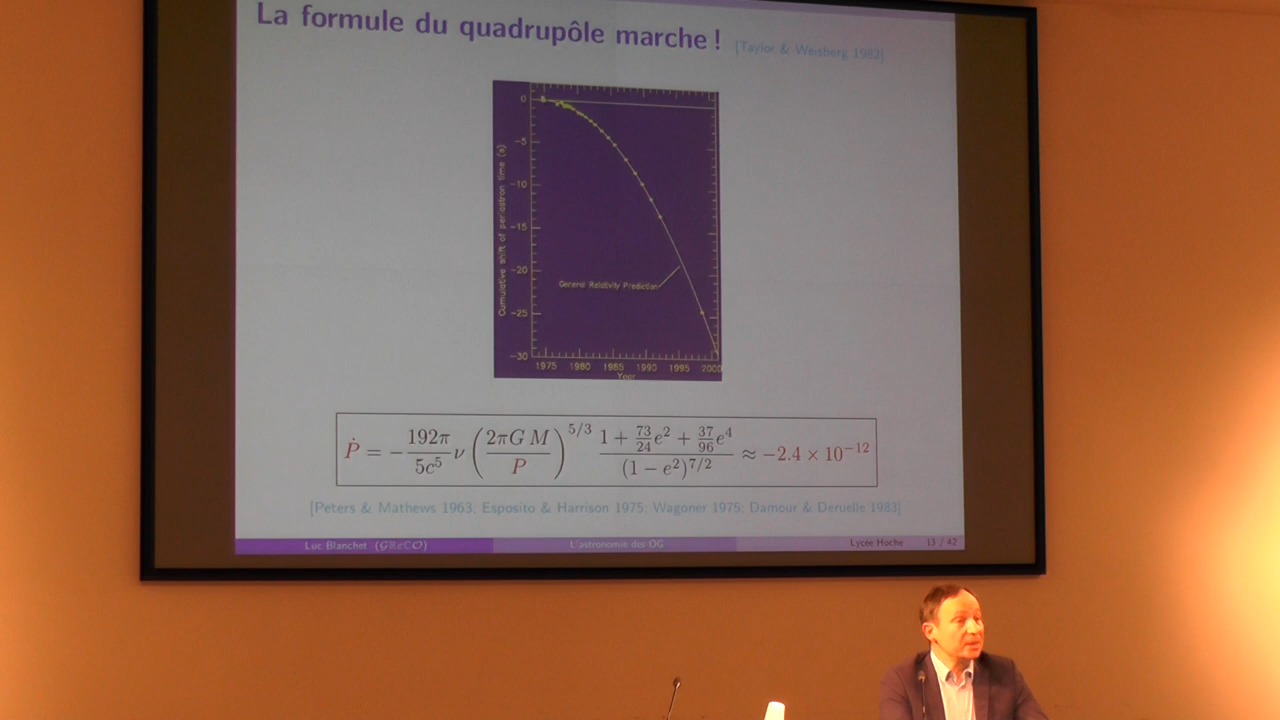 La formule du quadrupôle marche !
[Taylor & Weisberg 1982]
Cumulative shift of periastron time (s)
0
−5
−10
−15
−20
−25
−30
General Relativity Prediction
1975 1980 1985 1990 1995 2000
Year
Ṗ = − 192π/5c⁵ ν (2πG M/P)^5/3 (1 + 73/24 e² + 37/96 e⁴)/(1 − e²)^7/2 ≈ −2.4 × 10^−12
[Peters & Mathews 1963, Esposito & Harrison 1975; Wagoner 1975; Damour & Deruelle 1983]
Luc Blanchet (GRεCO) L'astronomie des OG Lycée Hoche 13 / 42